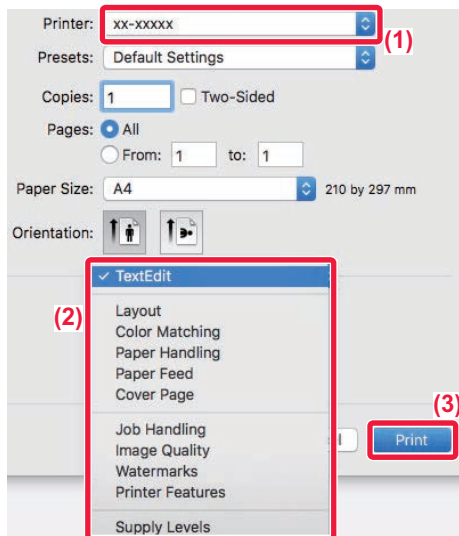 Printer: xx-xxxxx
(1)
Presets: Default Settings
Copies: 1 Two-Sided
Pages: All
From: 1 to: 1
Paper Size: A4 210 by 297 mm
Orientation:
✓ TextEdit
(2)
Layout
Color Matching
Paper Handling
Paper Feed
Cover Page
(3)
Job Handling
Image Quality
Watermarks
Printer Features
Print
Supply Levels